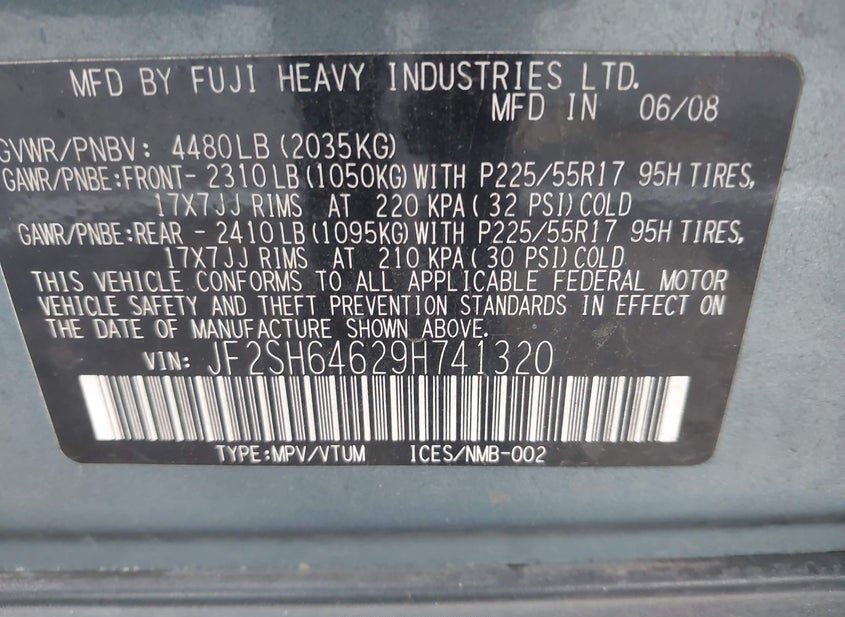 MFD BY FUJI HEAVY INDUSTRIES LTD.
MFD IN 06/08
GVWR/PNBV: 4480LB (2035KG)
GAWR/PNBE:FRONT- 2310LB (1050KG) WITH P225/55R17 95H TIRES,
17X7JJ RIMS AT 220 KPA ( 32 PSI) COLD
GAWR/PNBE:REAR - 2410LB (1095KG) WITH P225/55R17 95H TIRES,
17X7JJ RIMS AT 210 KPA ( 30 PSI) COLD
THIS VEHICLE CONFORMS TO ALL APPLICABLE FEDERAL MOTOR
VEHICLE SAFETY AND THEFT PREVENTION STANDARDS IN EFFECT ON
THE DATE OF MANUFACTURE SHOWN ABOVE.
VIN: JF2SH64629H741320
TYPE:MPV/VTUM ICES/NMB-002